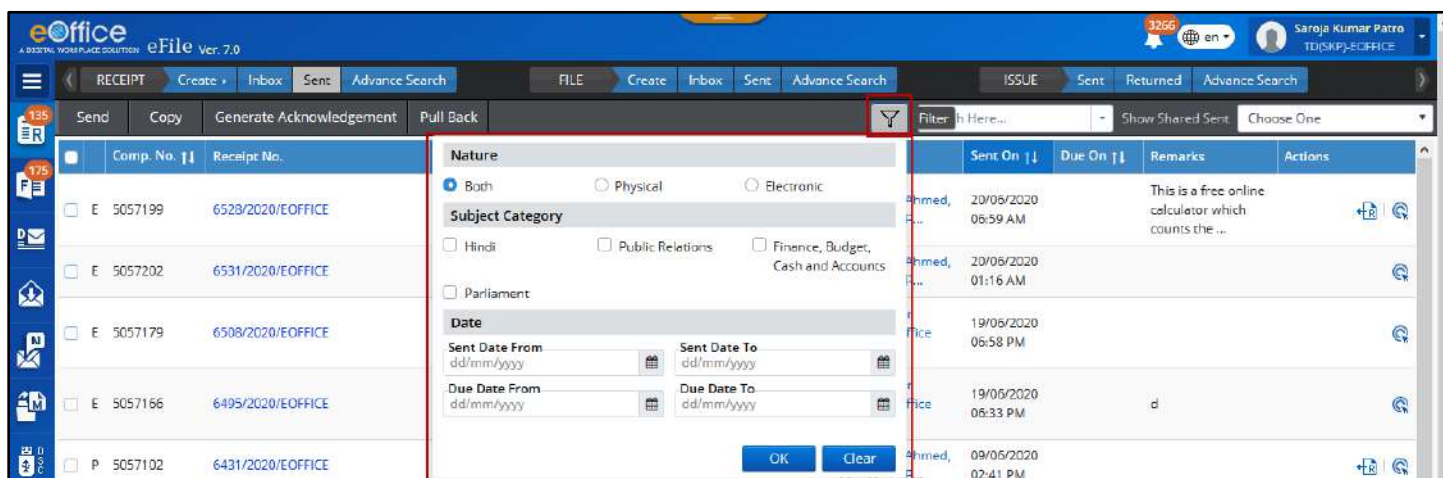 eOffice
A DIGITAL WORKPLACE SOLUTION eFile Ver. 7.0
3266 en Saroja Kumar Patro
TD(SKP)-EOFFICE
RECEIPT Create Inbox Sent Advance Search FILE Create Inbox Sent Advance Search ISSUE Sent Returned Advance Search
135 R Send Copy Generate Acknowledgement Pull Back Filter h Here... Show Shared Sent Choose One
Comp. No. Receipt No. Nature Sent On Due On Remarks Actions
175 F
Both Physical Electronic
E 5057199 6528/2020/EOFFICE Ahmed, 20/06/2020 This is a free online
P... 06:59 AM calculator which
counts the ...
R
Subject Category
D
Hindi Public Relations Finance, Budget,
Cash and Accounts
E 5057202 6531/2020/EOFFICE Ahmed, 20/06/2020
P... 01:16 AM
Parliament
Date
N
E 5057179 6508/2020/EOFFICE ffice 19/06/2020
06:58 PM
Sent Date From Sent Date To
dd/mm/yyyy dd/mm/yyyy
Due Date From Due Date To
dd/mm/yyyy dd/mm/yyyy
M
E 5057166 6495/2020/EOFFICE ffice 19/06/2020 d
06:33 PM
OK Clear
DSC
P 5057102 6431/2020/EOFFICE Ahmed, 09/06/2020
02:41 PM
R